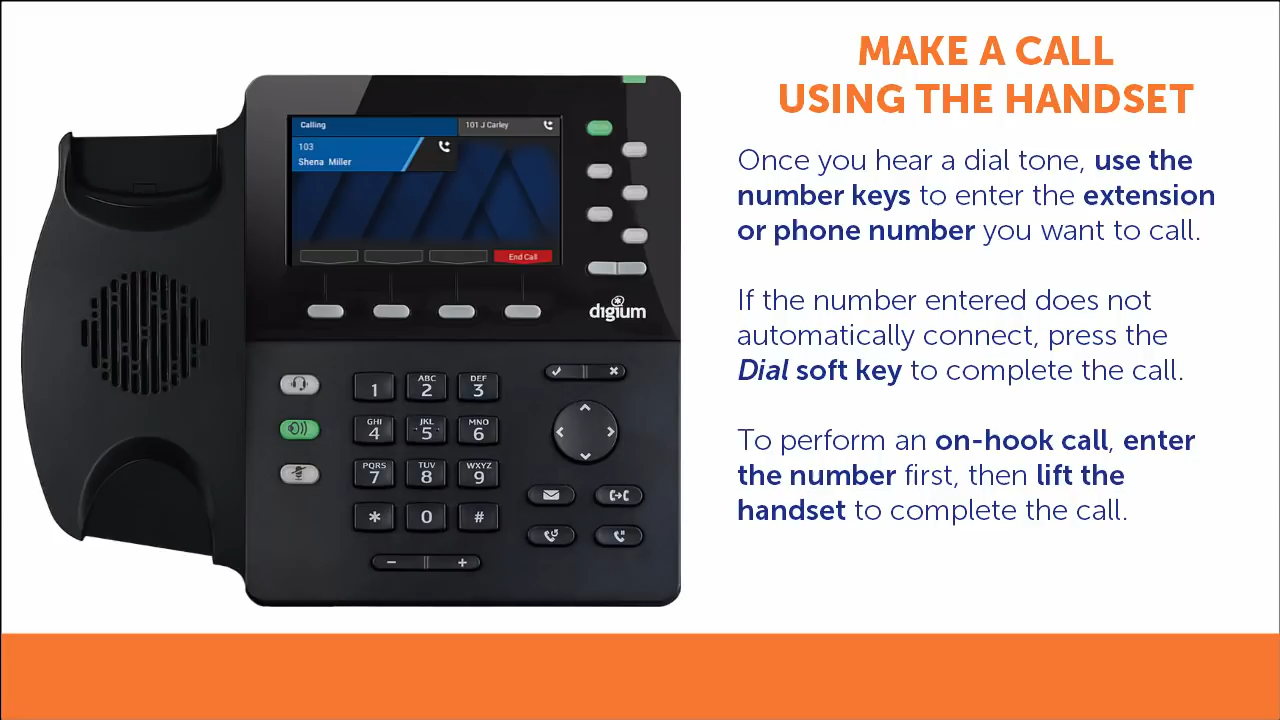 MAKE A CALL
USING THE HANDSET
Once you hear a dial tone, use the
number keys to enter the extension
or phone number you want to call.
If the number entered does not
automatically connect, press the
Dial soft key to complete the call.
To perform an on-hook call, enter
the number first, then lift the
handset to complete the call.
Calling
101 J Carley
103
Shena Miller
End Call
digium
1
ABC
2
DEF
3
GHI
4
JKL
5
MNO
6
PQRS
7
TUV
8
WXYZ
9
*
0
#
- +